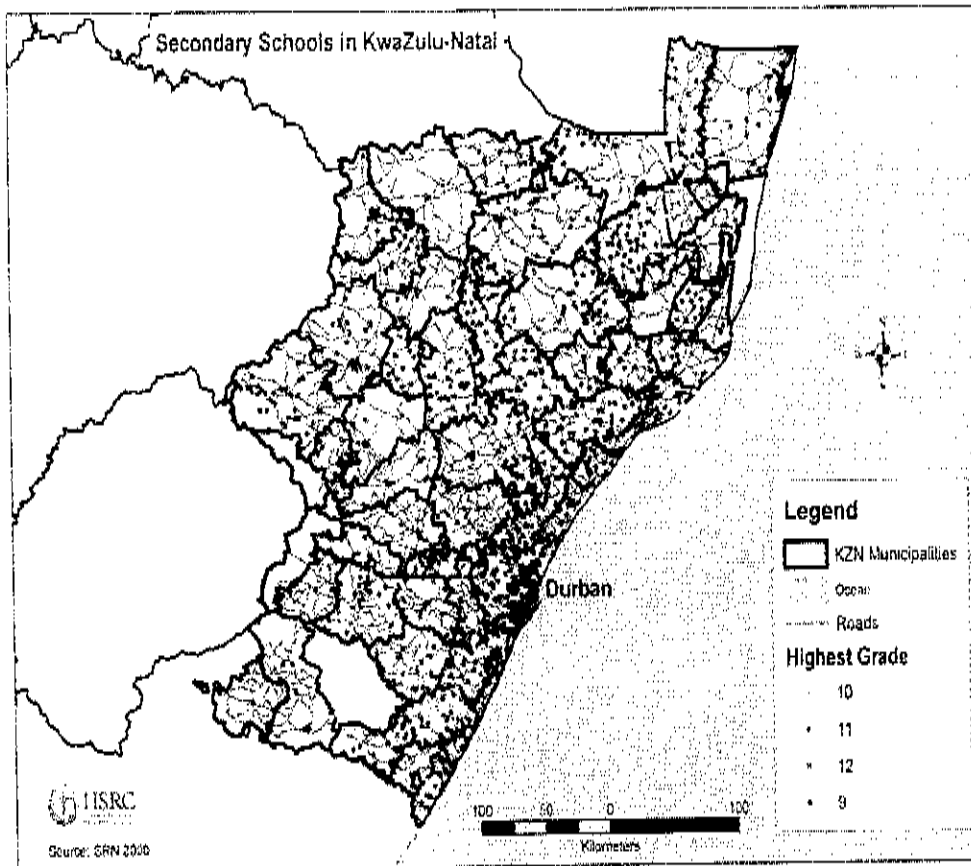 Secondary Schools in KwaZulu-Natal
Durban
Legend
KZN Municipalities
Ocean
Roads
Highest Grade
10
11
12
9
HSRC
100 50 0 100
Kilometers
Source: SRN 2000